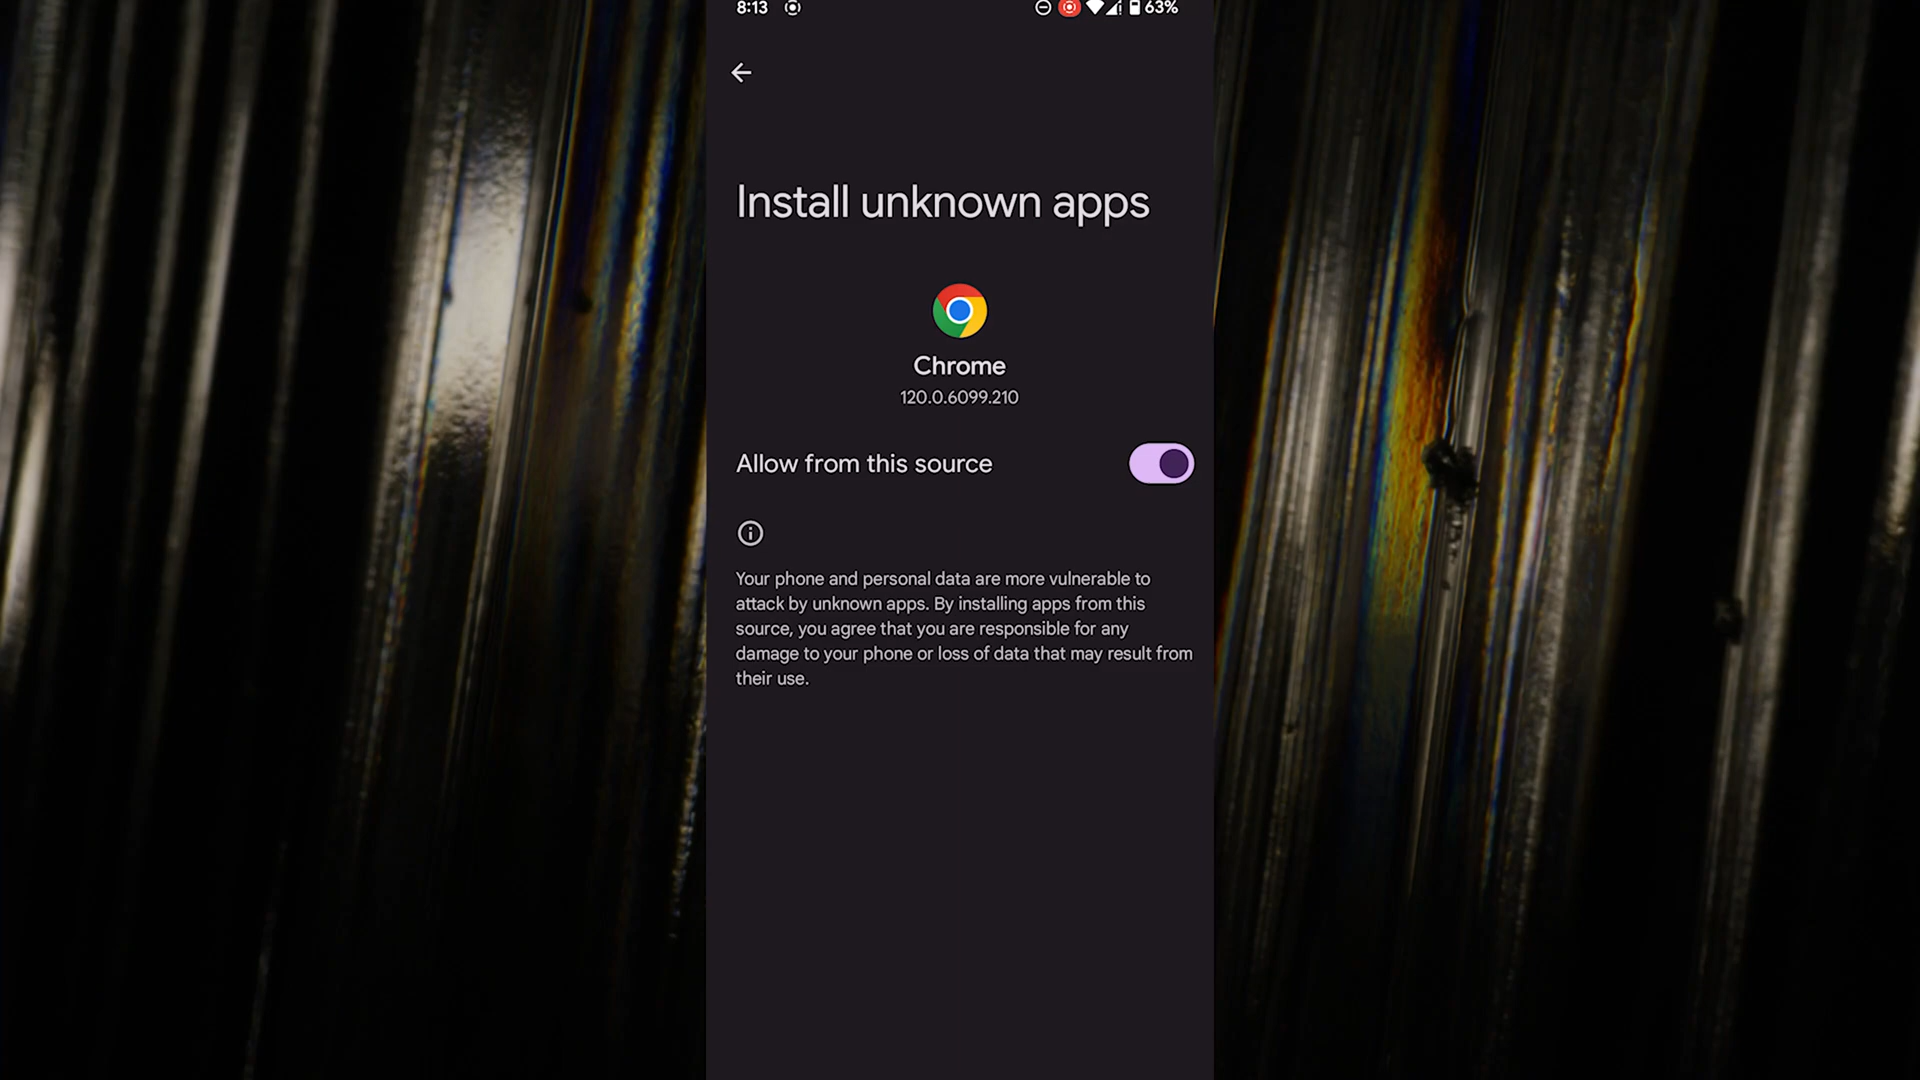 8:13 63%
Install unknown apps
Chrome
120.0.6099.210
Allow from this source
Your phone and personal data are more vulnerable to
attack by unknown apps. By installing apps from this
source, you agree that you are responsible for any
damage to your phone or loss of data that may result from
their use.